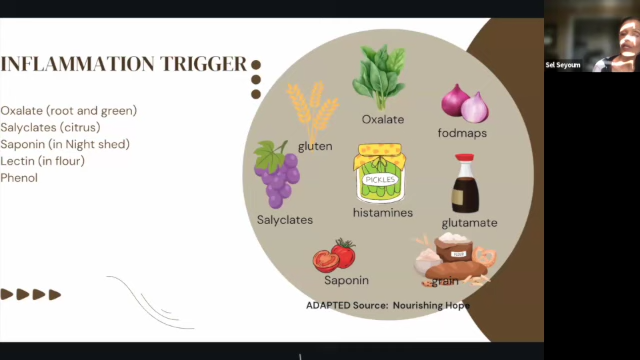 INFLAMMATION TRIGGER
Oxalate (root and green)
Salyclates (citrus)
Saponin (in Night shed)
Lectin (in flour)
Phenol
Oxalate
fodmaps
gluten
PICKLES
Salyclates
histamines
glutamate
Saponin
grain
ADAPTED Source: Nourishing Hope
Sel Seyoum